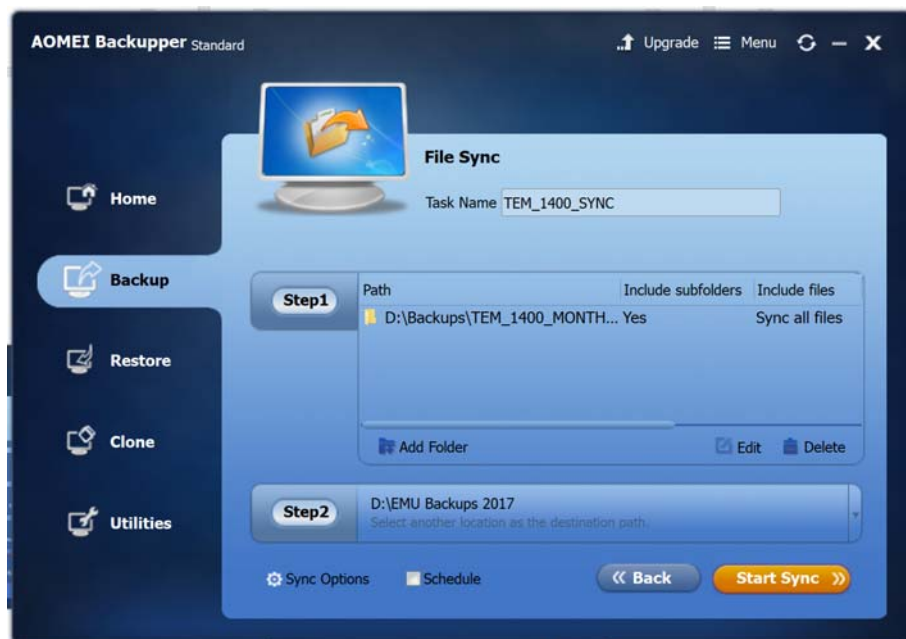 AOMEI Backupper Standard
Upgrade Menu
File Sync
Task Name TEM_1400_SYNC
Home
Backup
Restore
Clone
Utilities
Step1
Path Include subfolders Include files
D:\Backups\TEM_1400_MONTH... Yes Sync all files
Add Folder Edit Delete
Step2
D:\EMU Backups 2017
Select another location as the destination path.
Sync Options Schedule Back Start Sync